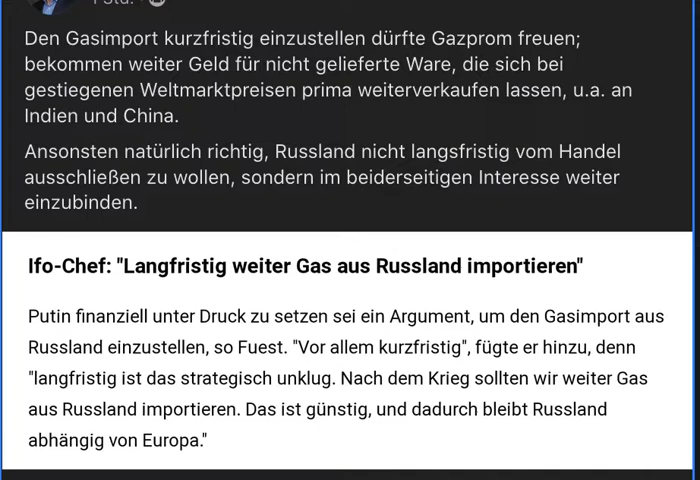 1 Std.
Den Gasimport kurzfristig einzustellen dürfte Gazprom freuen;
bekommen weiter Geld für nicht gelieferte Ware, die sich bei
gestiegenen Weltmarktpreisen prima weiterverkaufen lassen, u.a. an
Indien und China.
Ansonsten natürlich richtig, Russland nicht langsfristig vom Handel
ausschließen zu wollen, sondern im beiderseitigen Interesse weiter
einzubinden.
Ifo-Chef: "Langfristig weiter Gas aus Russland importieren"
Putin finanziell unter Druck zu setzen sei ein Argument, um den Gasimport aus
Russland einzustellen, so Fuest. "Vor allem kurzfristig", fügte er hinzu, denn
"langfristig ist das strategisch unklug. Nach dem Krieg sollten wir weiter Gas
aus Russland importieren. Das ist günstig, und dadurch bleibt Russland
abhängig von Europa."